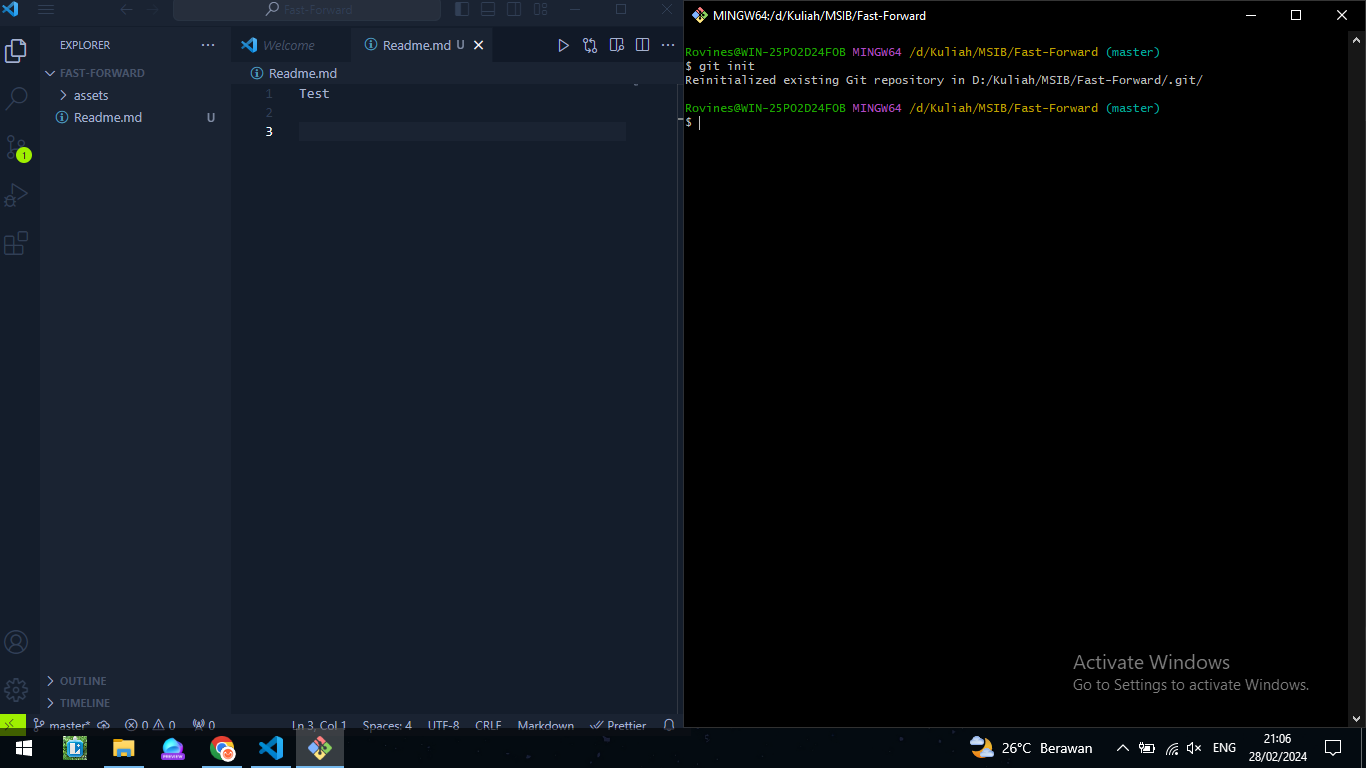 Fast-Forward
EXPLORER
FAST-FORWARD
assets
Readme.md U
OUTLINE
TIMELINE
Welcome
Readme.md U
Readme.md
1 Test
2
3
1
master* 0 0 0
Ln 3, Col 1 Spaces: 4 UTF-8 CRLF Markdown Prettier
MINGW64:/d/Kuliah/MSIB/Fast-Forward
Rovines@WIN-25PO2D24FOB MINGW64 /d/Kuliah/MSIB/Fast-Forward (master)
$ git init
Reinitialized existing Git repository in D:/Kuliah/MSIB/Fast-Forward/.git/
Rovines@WIN-25PO2D24FOB MINGW64 /d/Kuliah/MSIB/Fast-Forward (master)
$
Activate Windows
Go to Settings to activate Windows.
PREVIEW
26°C Berawan
ENG
21:06
28/02/2024